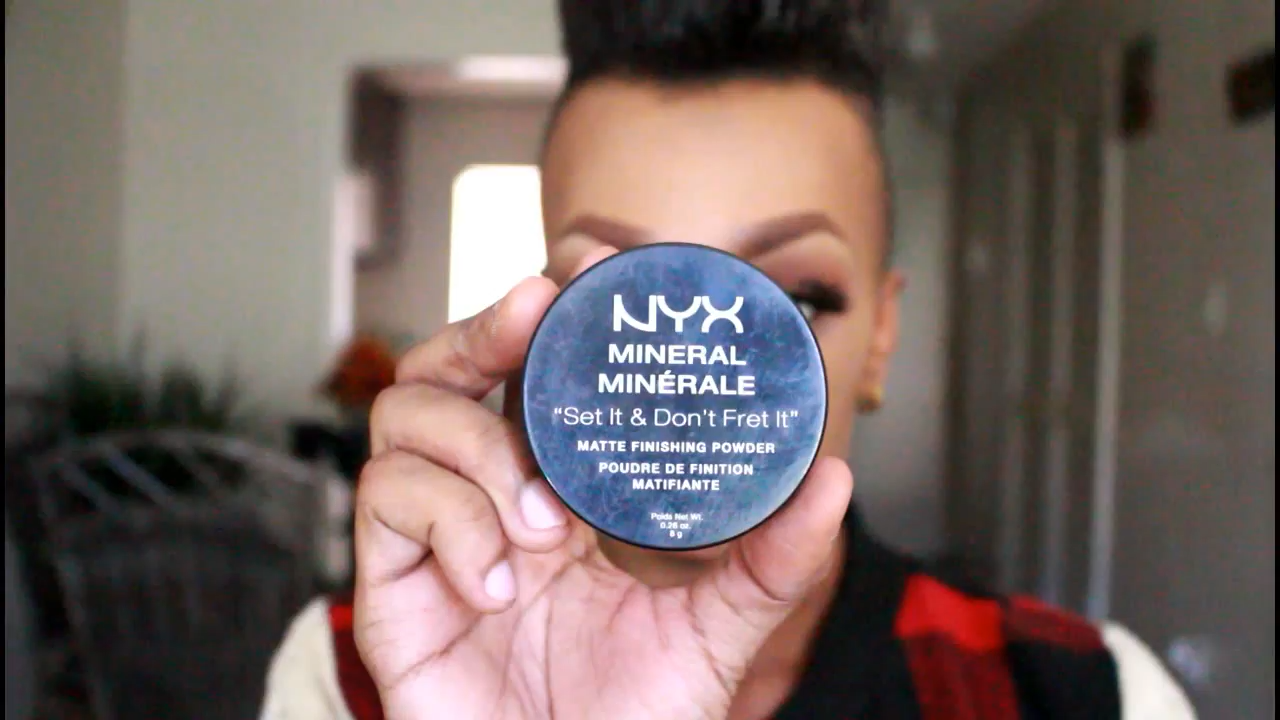 NYX
MINERAL
MINÉRALE
"Set It & Don't Fret It"
MATTE FINISHING POWDER
POUDRE DE FINITION
MATIFIANTE
Poids Net Wt.
0.28 oz.
8 g